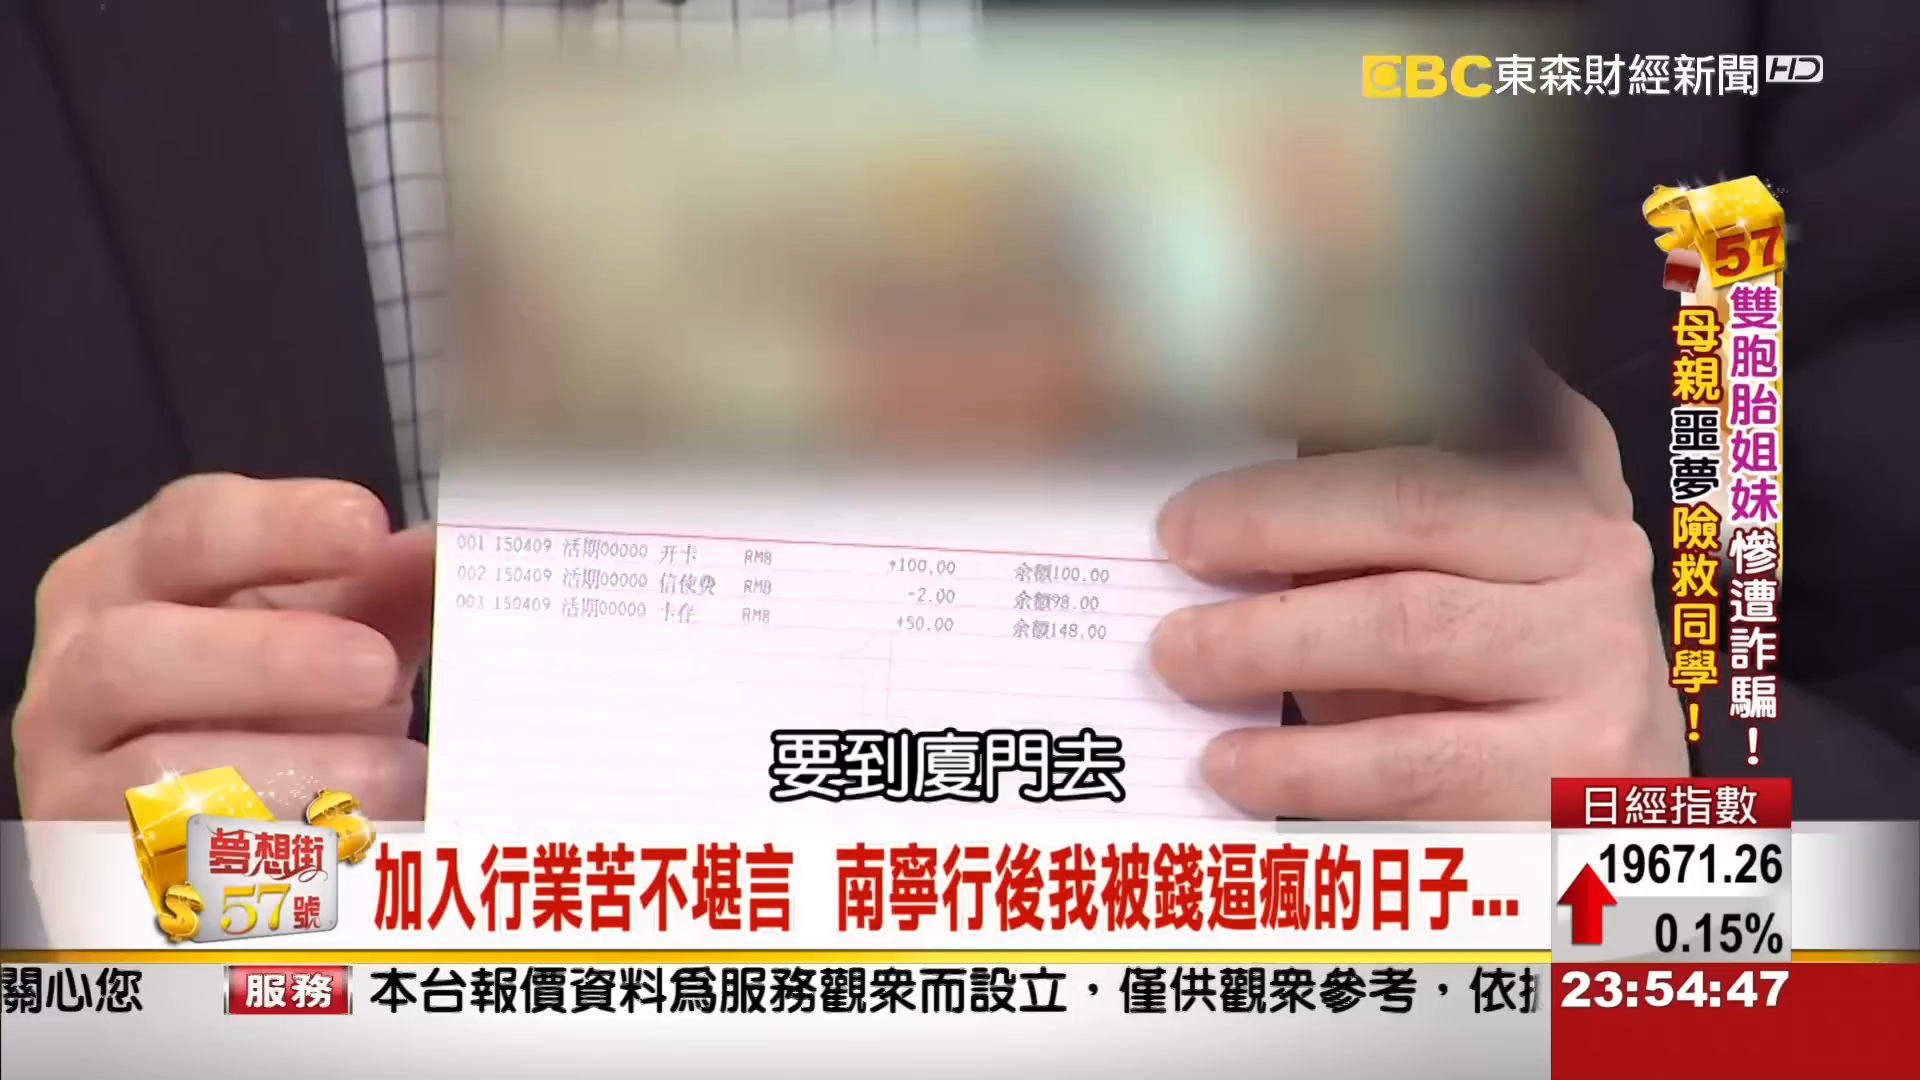 EBC東森財經新聞HD
57
雙胞胎姐妹慘遭詐騙！
母親噩夢險救同學！
001 150409 活期00000 开卡 RMB +100.00 余额100.00
002 150409 活期00000 信使费 RMB -2.00 余额98.00
003 150409 活期00000 卡存 RMB +50.00 余额148.00
要到廈門去
夢想街
57號
加入行業苦不堪言 南寧行後我被錢逼瘋的日子...
日經指數
19671.26
0.15%
關心您 服務 本台報價資料為服務觀眾而設立，僅供觀眾參考，依
23:54:47